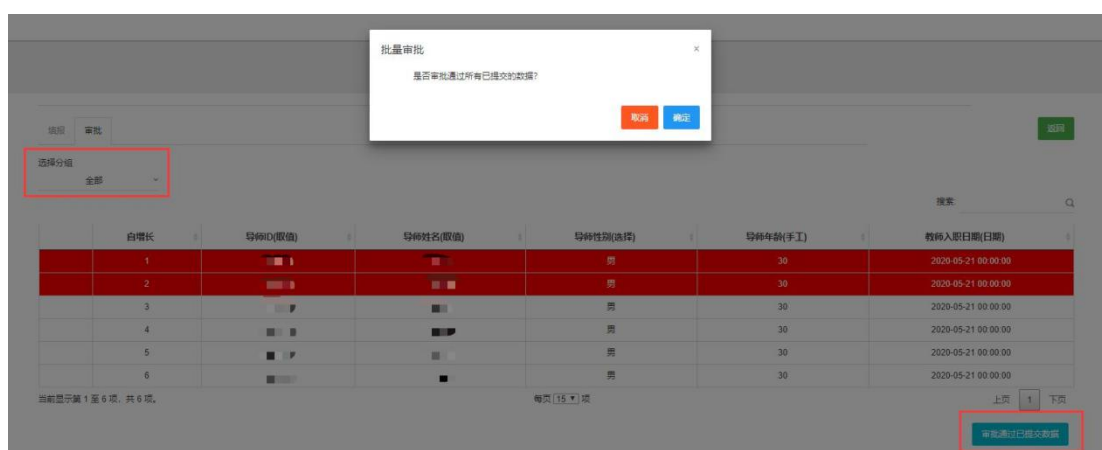 批量审批 ×
是否审批通过所有已提交的数据?
取消 确定
填报 审批 返回
选择分组
全部
搜索
自增长 导师ID(取值) 导师姓名(取值) 导师性别(选择) 导师年龄(手工) 教师入职日期(日期)
1 男 30 2020-05-21 00:00:00
2 男 30 2020-05-21 00:00:00
3 男 30 2020-05-21 00:00:00
4 男 30 2020-05-21 00:00:00
5 男 30 2020-05-21 00:00:00
6 男 30 2020-05-21 00:00:00
当前显示第 1 至 6 项，共 6 项。 每页 15 项 上页 1 下页
审批通过已提交数据